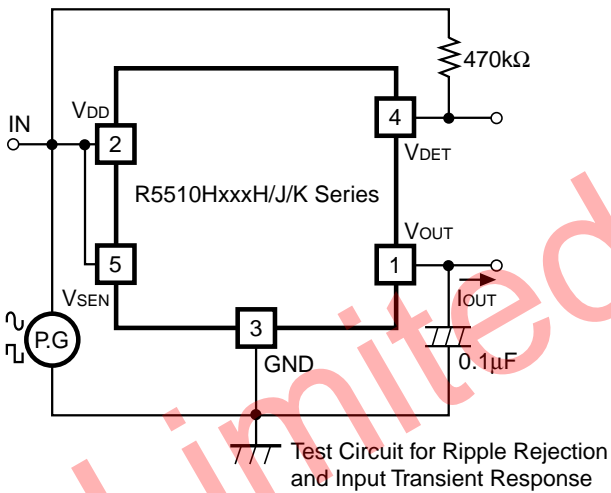 470kΩ
IN
VDD
2
4
VDET
R5510HxxxH/J/K Series
VOUT
5
1
VSEN
IOUT
3
P.G
GND
0.1µF
Test Circuit for Ripple Rejection
and Input Transient Response
Limited